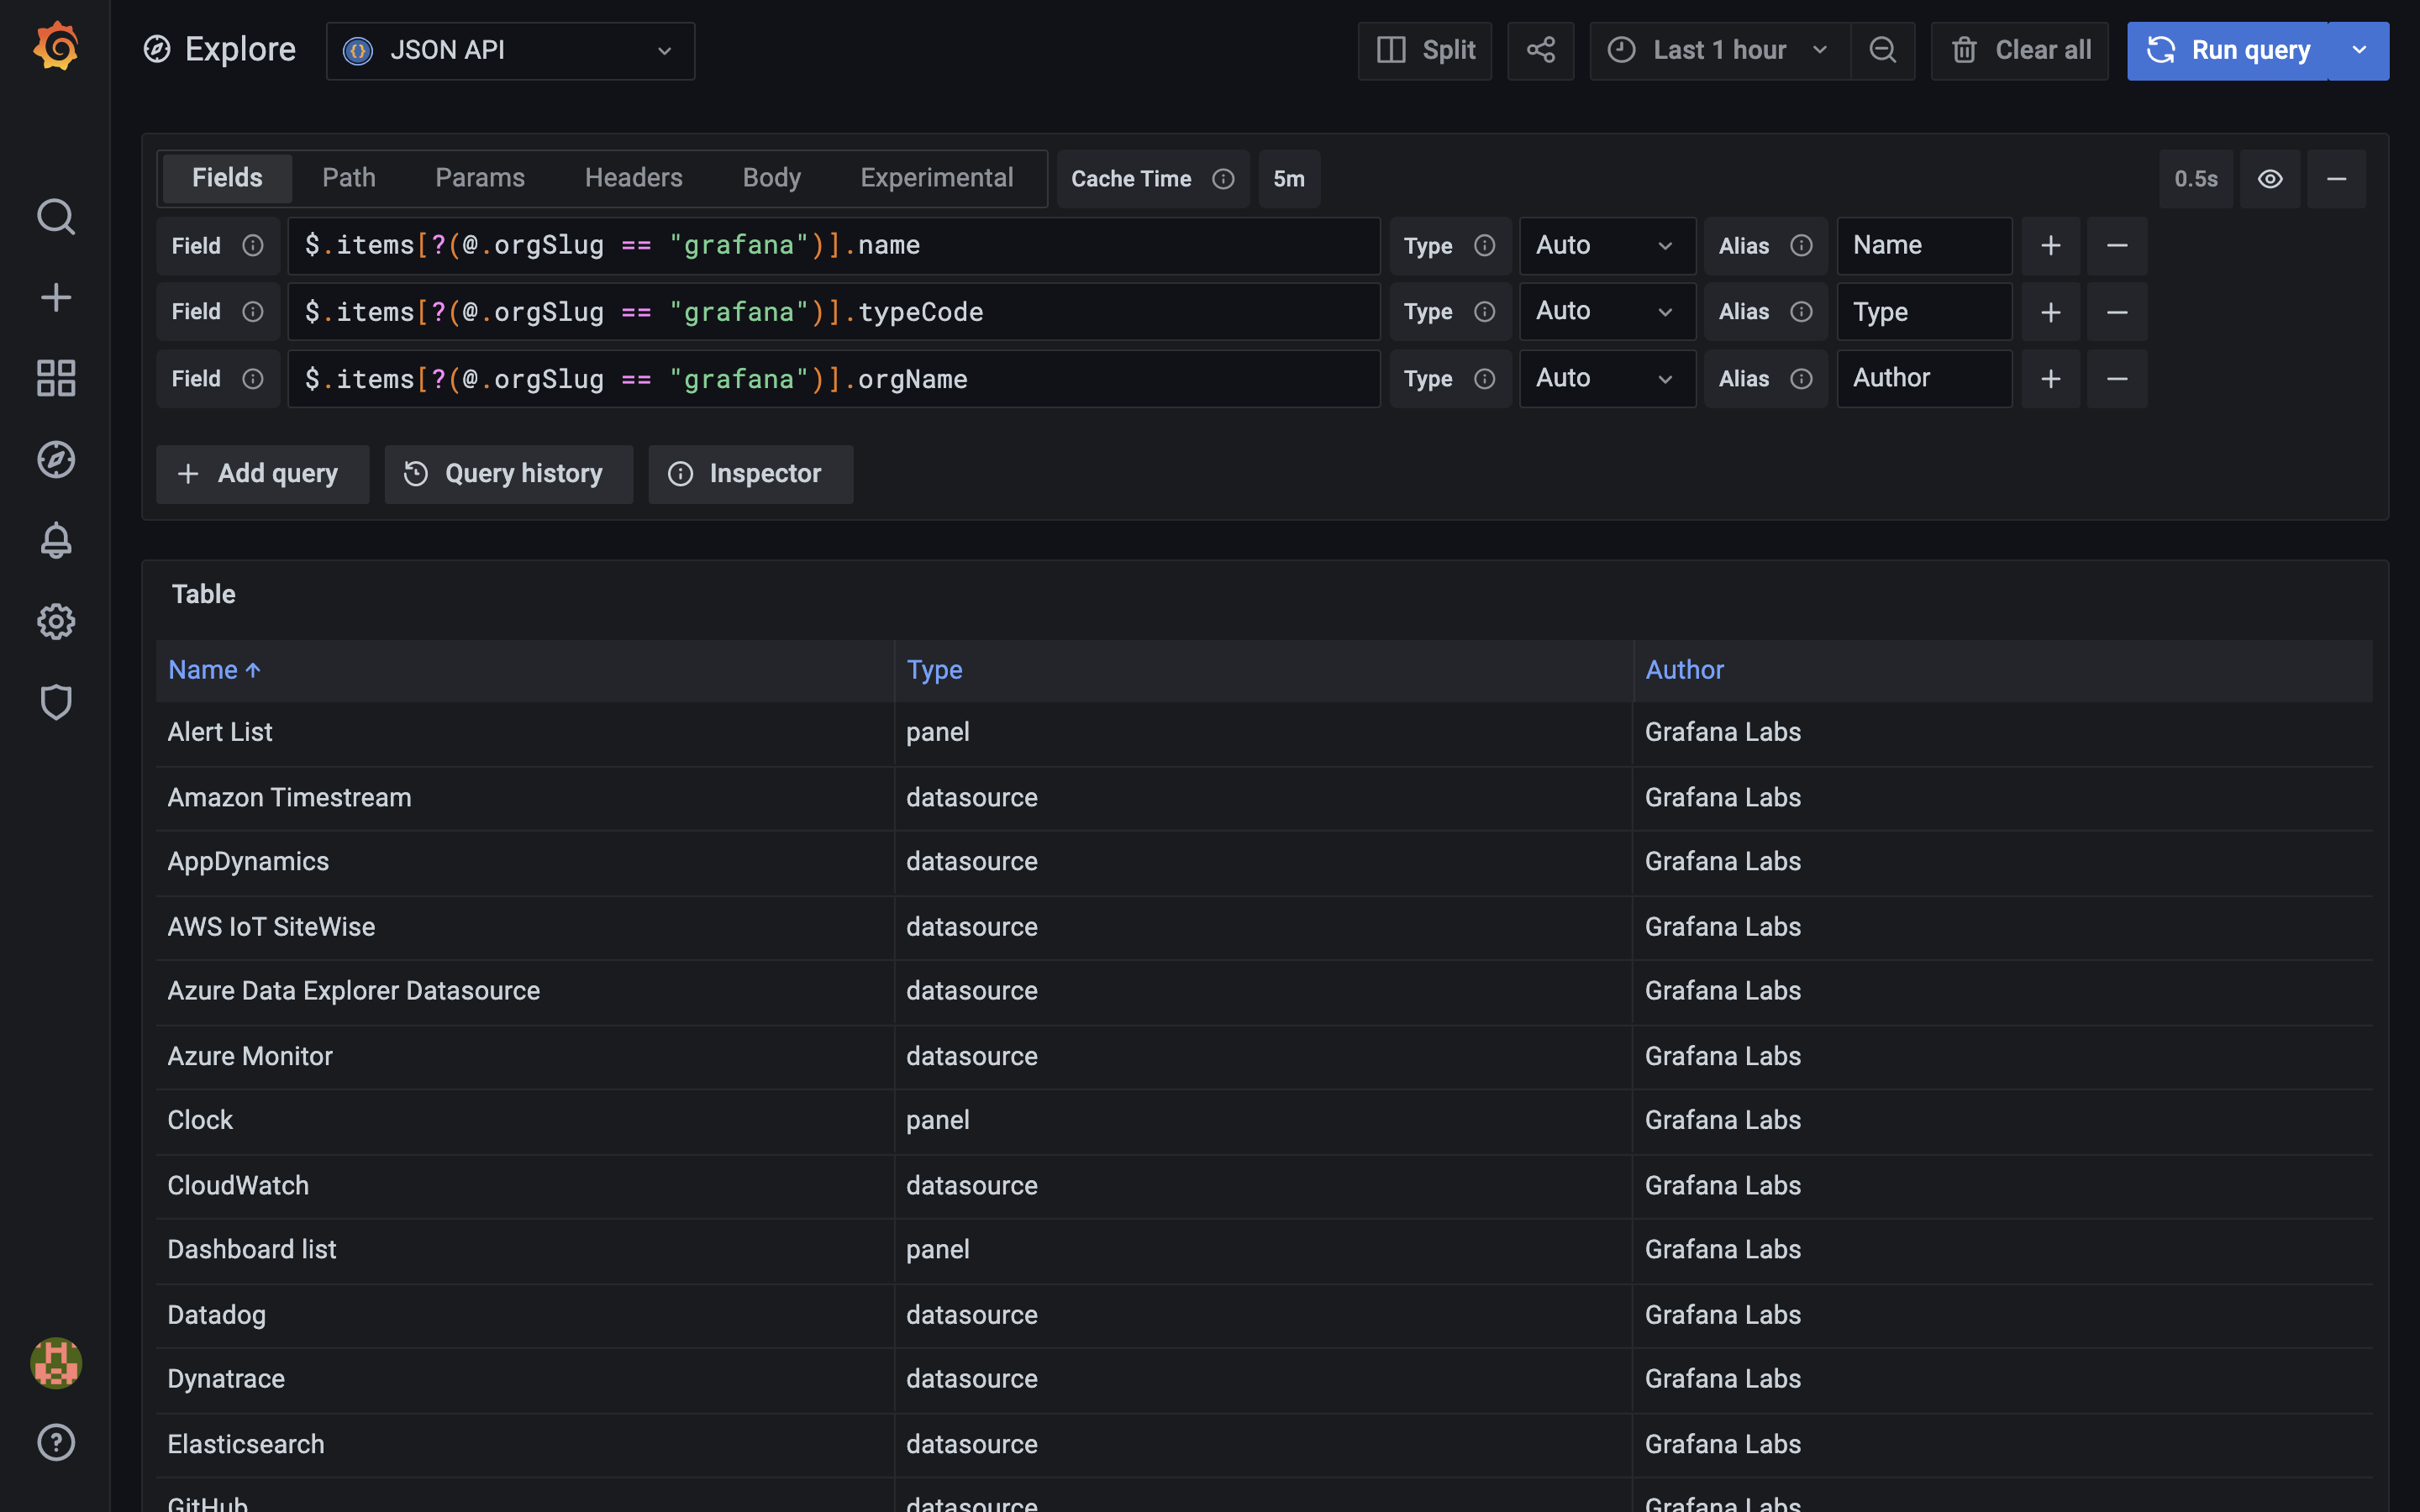 Explore JSON API Split Last 1 hour Clear all Run query
Fields Path Params Headers Body Experimental Cache Time 5m 0.5s
Field $.items[?(@.orgSlug == "grafana")].name Type Auto Alias Name
Field $.items[?(@.orgSlug == "grafana")].typeCode Type Auto Alias Type
Field $.items[?(@.orgSlug == "grafana")].orgName Type Auto Alias Author
Add query Query history Inspector
Table
Name Type Author
Alert List panel Grafana Labs
Amazon Timestream datasource Grafana Labs
AppDynamics datasource Grafana Labs
AWS IoT SiteWise datasource Grafana Labs
Azure Data Explorer Datasource datasource Grafana Labs
Azure Monitor datasource Grafana Labs
Clock panel Grafana Labs
CloudWatch datasource Grafana Labs
Dashboard list panel Grafana Labs
Datadog datasource Grafana Labs
Dynatrace datasource Grafana Labs
Elasticsearch datasource Grafana Labs
GitHub datasource Grafana Labs